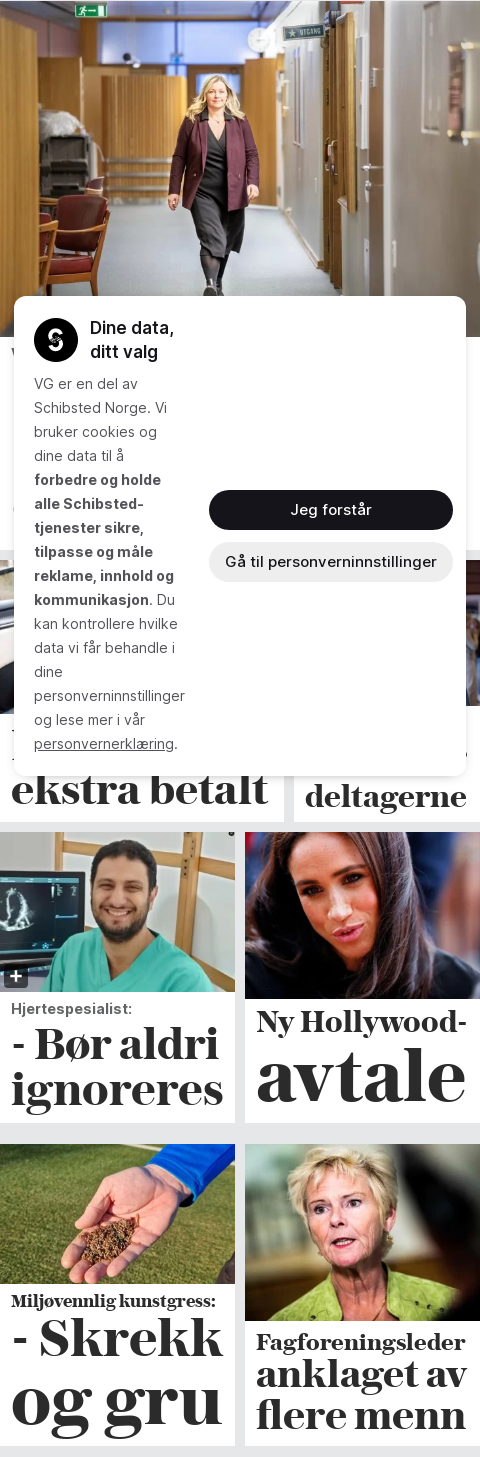 UTGANG
Dine data,
ditt valg
VG er en del av
Schibsted Norge. Vi
bruker cookies og
dine data til å
forbedre og holde
alle Schibsted-
tjenester sikre,
tilpasse og måle
reklame, innhold og
kommunikasjon. Du
kan kontrollere hvilke
data vi får behandle i
dine
personverninnstillinger
og lese mer i vår
personvernerklæring.
Jeg forstår
Gå til personverninnstillinger
ekstra betalt
deltagerne
+
Hjertespesialist:
- Bør aldri
ignoreres
Ny Hollywood-
avtale
Miljøvennlig kunstgress:
- Skrekk
og gru
Fagforeningsleder
anklaget av
flere menn